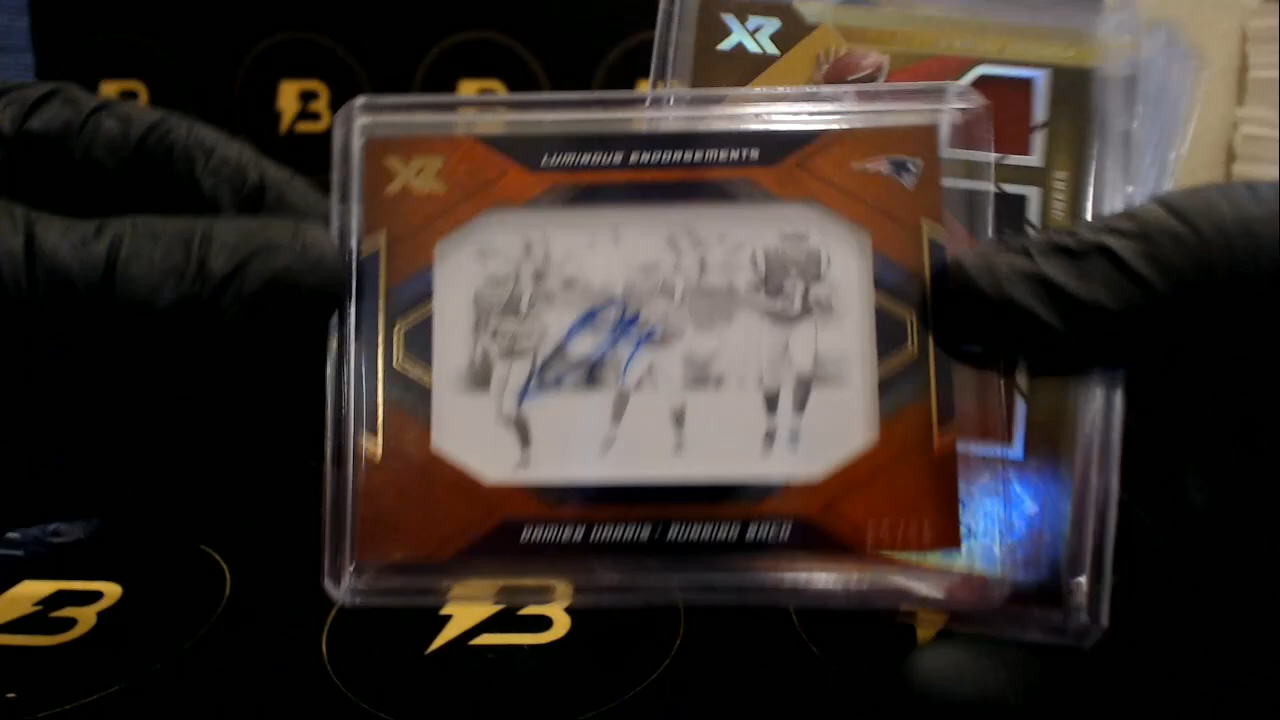 XR
XR
LUMINOUS ENDORSEMENTS
DAMIEN HARRIS / RUNNING BACK